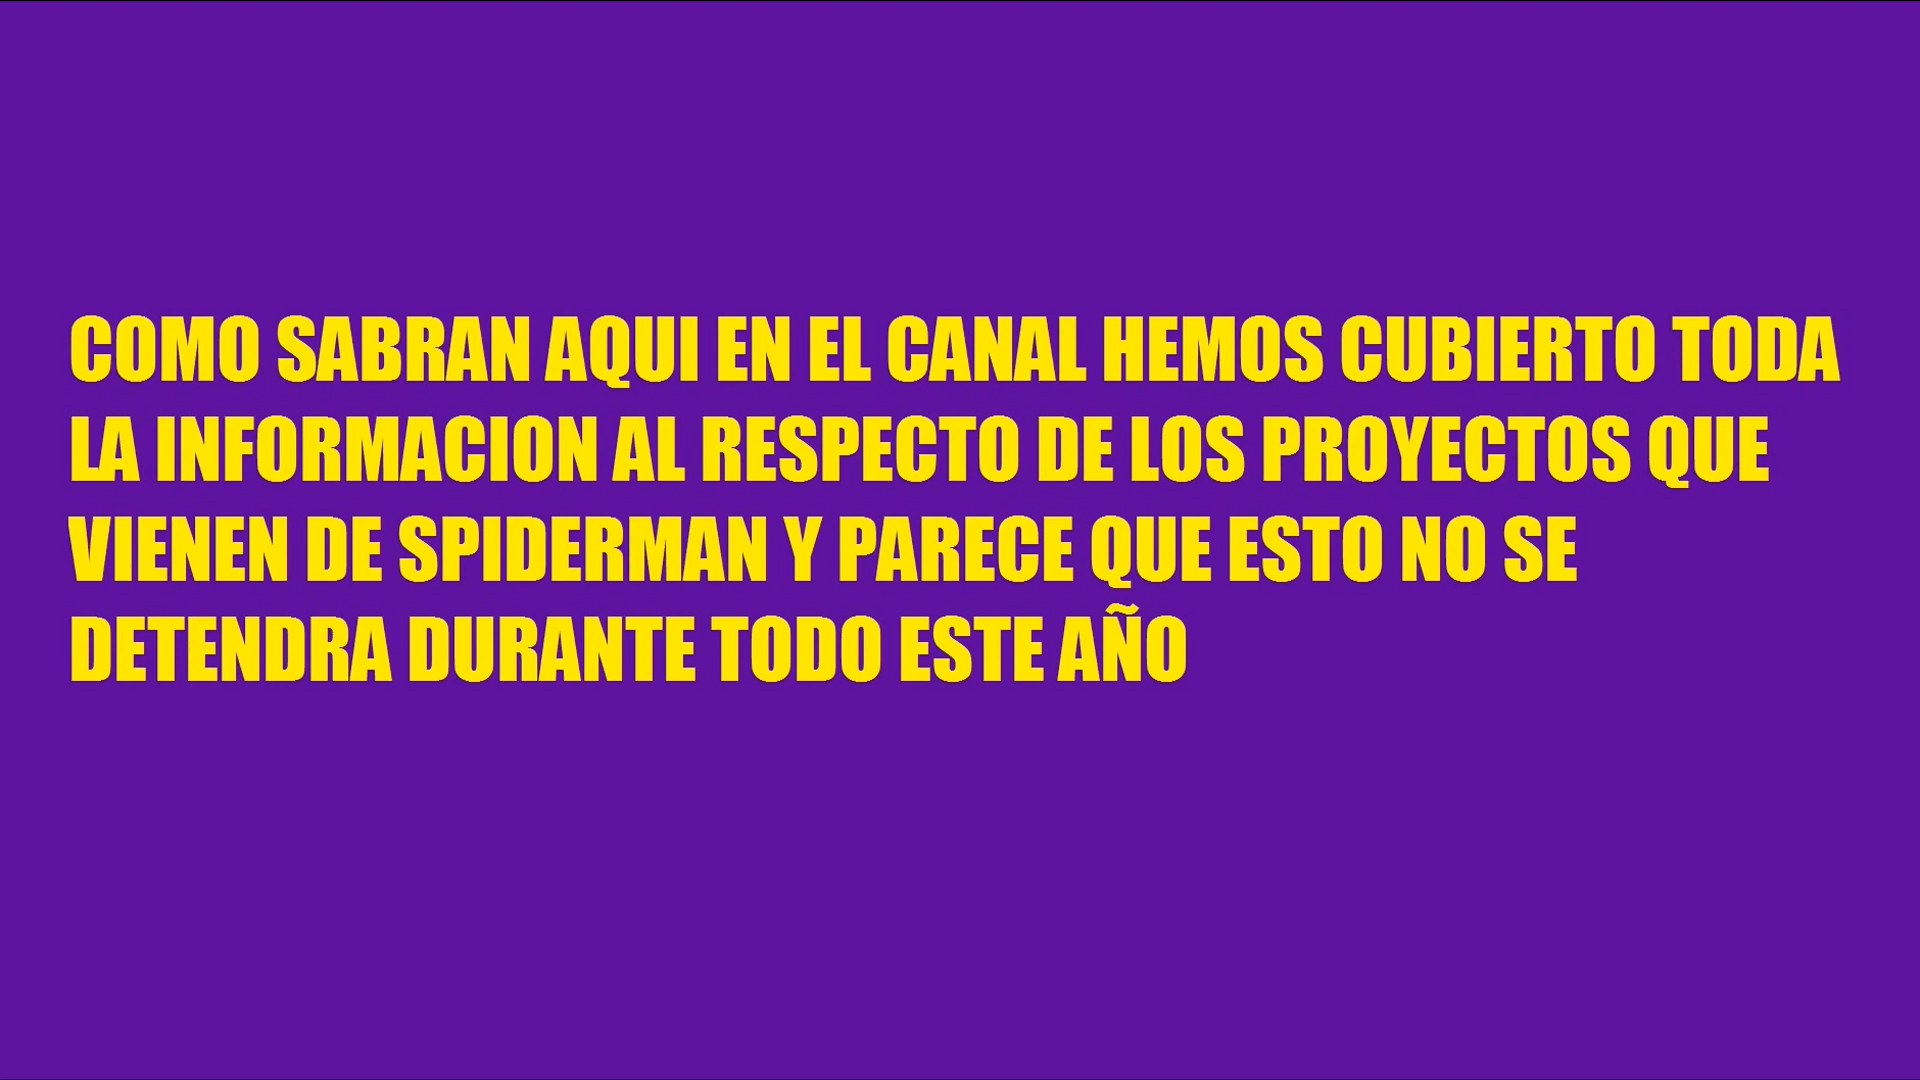 COMO SABRAN AQUI EN EL CANAL HEMOS CUBIERTO TODA
LA INFORMACION AL RESPECTO DE LOS PROYECTOS QUE
VIENEN DE SPIDERMAN Y PARECE QUE ESTO NO SE
DETENDRA DURANTE TODO ESTE AÑO